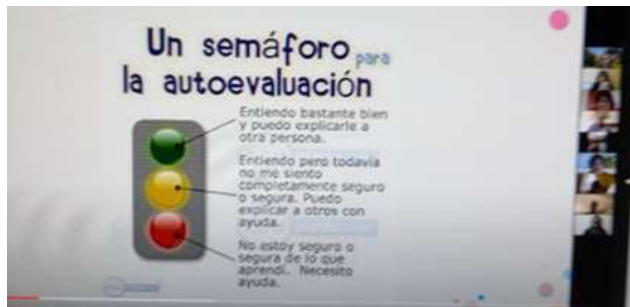 Un semáforo para
la autoevaluación
Entiendo bastante bien
y puedo explicarle a
otra persona.
Entiendo pero todavía
no me siento
completamente seguro
o segura. Puedo
explicar a otros con
ayuda.
No estoy seguro o
segura de lo que
aprendí. Necesito
ayuda.